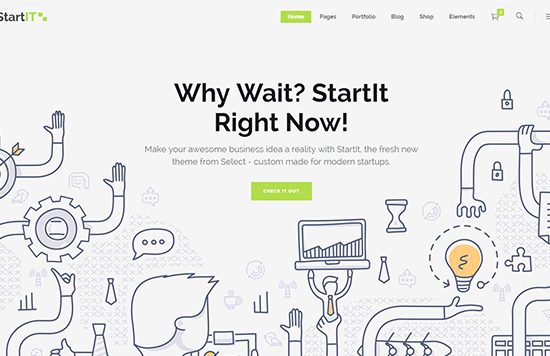 StartIT
Home Pages Portfolio Blog Shop Elements 2
Why Wait? StartIt
Right Now!
Make your awesome business idea a reality with StartIt, the fresh new
theme from Select - custom made for modern startups.
CHECK IT OUT